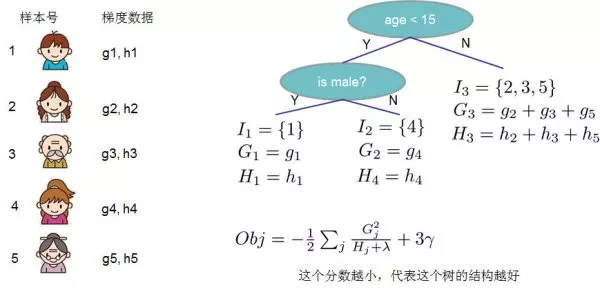 样本号 梯度数据
1 g1, h1
2 g2, h2
3 g3, h3
4 g4, h4
5 g5, h5
age < 15
Y N
is male?
Y N
I_1 = {1}
G_1 = g_1
H_1 = h_1
I_2 = {4}
G_2 = g_4
H_4 = h_4
I_3 = {2, 3, 5}
G_3 = g_2 + g_3 + g_5
H_3 = h_2 + h_3 + h_5
Obj = -\frac{1}{2} \sum_j \frac{G_j^2}{H_j+λ} + 3γ
这个分数越小，代表这个树的结构越好